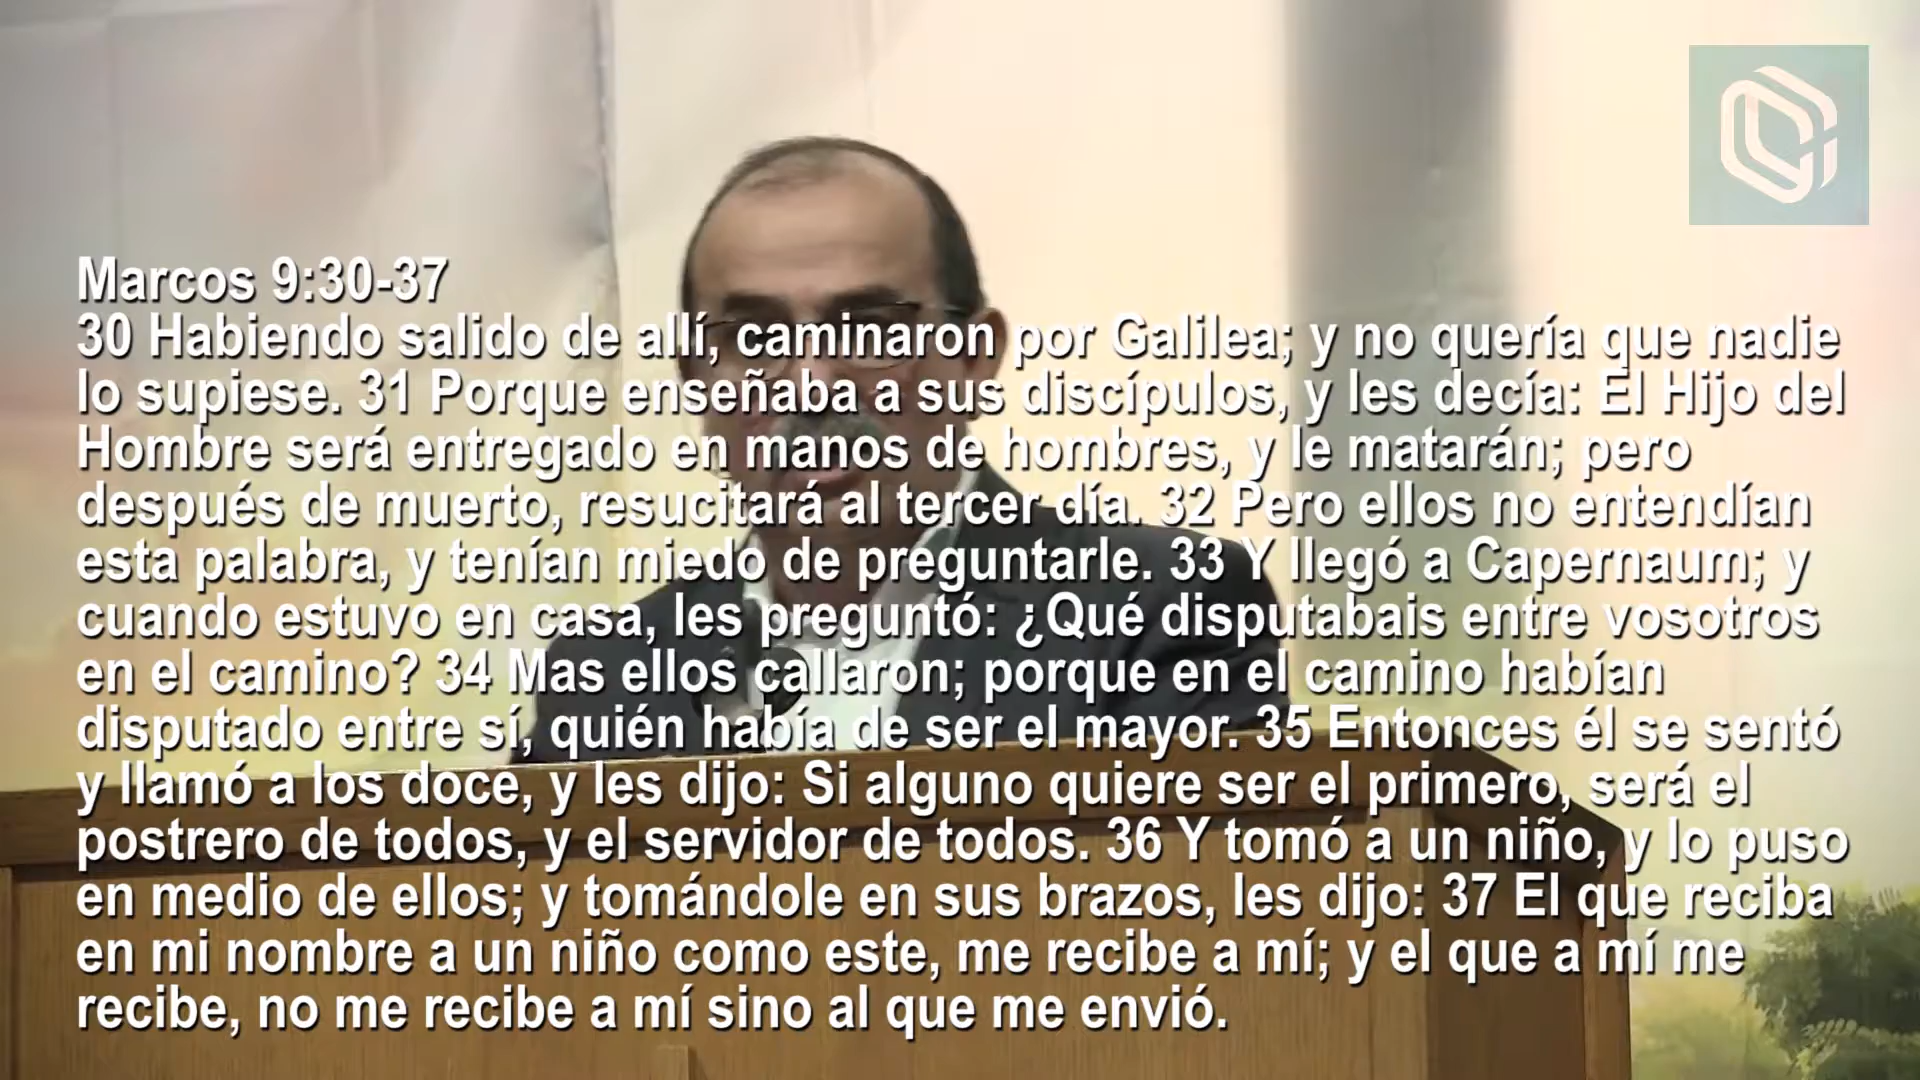 Marcos 9:30-37
30 Habiendo salido de allí, caminaron por Galilea; y no quería que nadie
lo supiese. 31 Porque enseñaba a sus discípulos, y les decía: El Hijo del
Hombre será entregado en manos de hombres, y le matarán; pero
después de muerto, resucitará al tercer día. 32 Pero ellos no entendían
esta palabra, y tenían miedo de preguntarle. 33 Y llegó a Capernaum; y
cuando estuvo en casa, les preguntó: ¿Qué disputabais entre vosotros
en el camino? 34 Mas ellos callaron; porque en el camino habían
disputado entre sí, quién había de ser el mayor. 35 Entonces él se sentó
y llamó a los doce, y les dijo: Si alguno quiere ser el primero, será el
postrero de todos, y el servidor de todos. 36 Y tomó a un niño, y lo puso
en medio de ellos; y tomándole en sus brazos, les dijo: 37 El que reciba
en mi nombre a un niño como este, me recibe a mí; y el que a mí me
recibe, no me recibe a mí sino al que me envió.